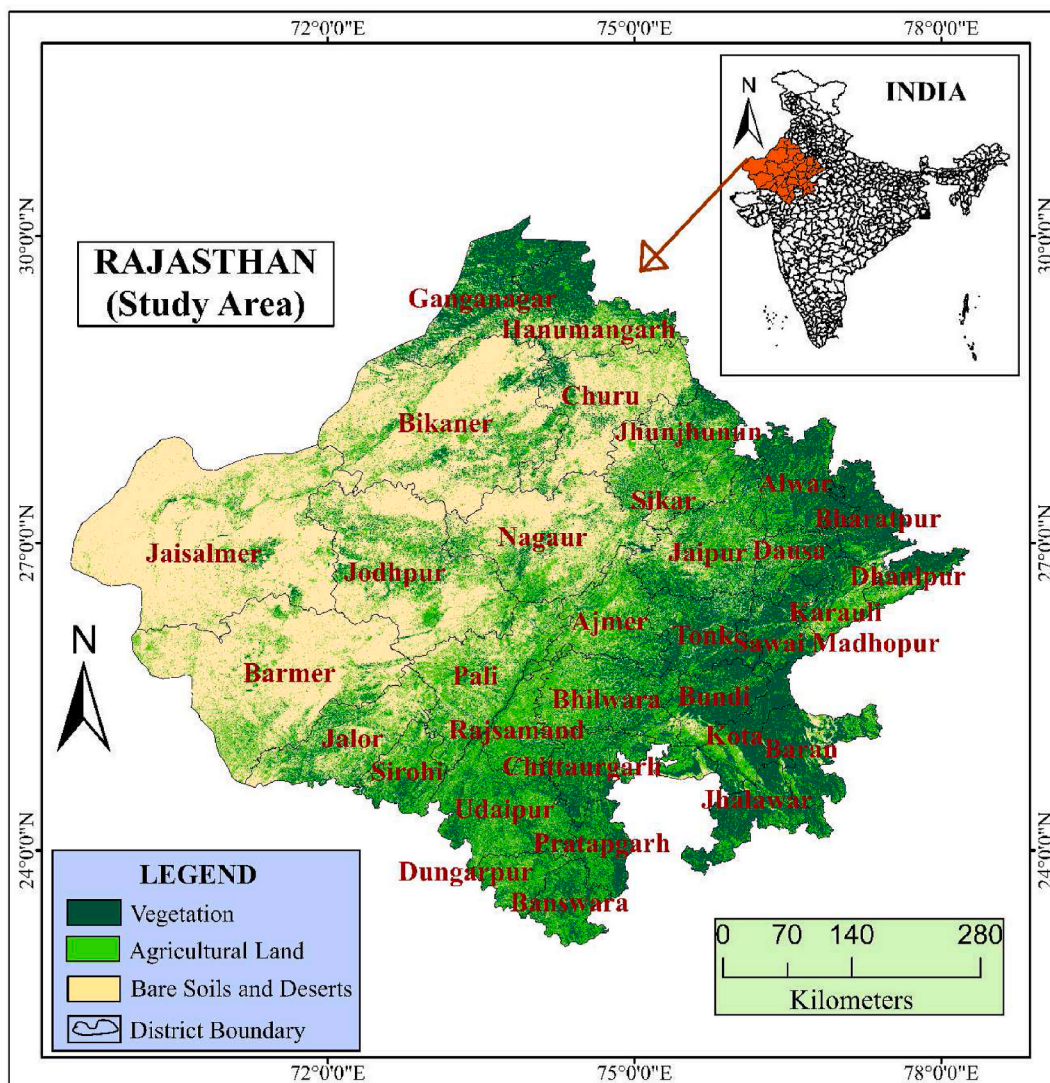 72°0'0"E
75°0'0"E
78°0'0"E
N
INDIA
30°0'0"N
30°0'0"N
RAJASTHAN
(Study Area)
Ganganagar
Hanumangarh
Churu
Bikaner
Jhunjhunun
Alwar
Sikar
Bharatpur
27°0'0"N
27°0'0"N
Jaisalmer
Nagaur
Jaipur
Dausa
Jodhpur
Dhaulpur
Ajmer
Karauli
Tonk
Sawai Madhopur
N
Barmer
Pali
Bhilwara
Bundi
Jalor
Rajsamand
Kota
Baran
Sirohi
Chittaurgarh
Udaipur
Jhalawar
Pratapgarh
24°0'0"N
24°0'0"N
Dungarpur
Banswara
LEGEND
Vegetation
Agricultural Land
Bare Soils and Deserts
District Boundary
0 70 140 280
Kilometers
72°0'0"E
75°0'0"E
78°0'0"E